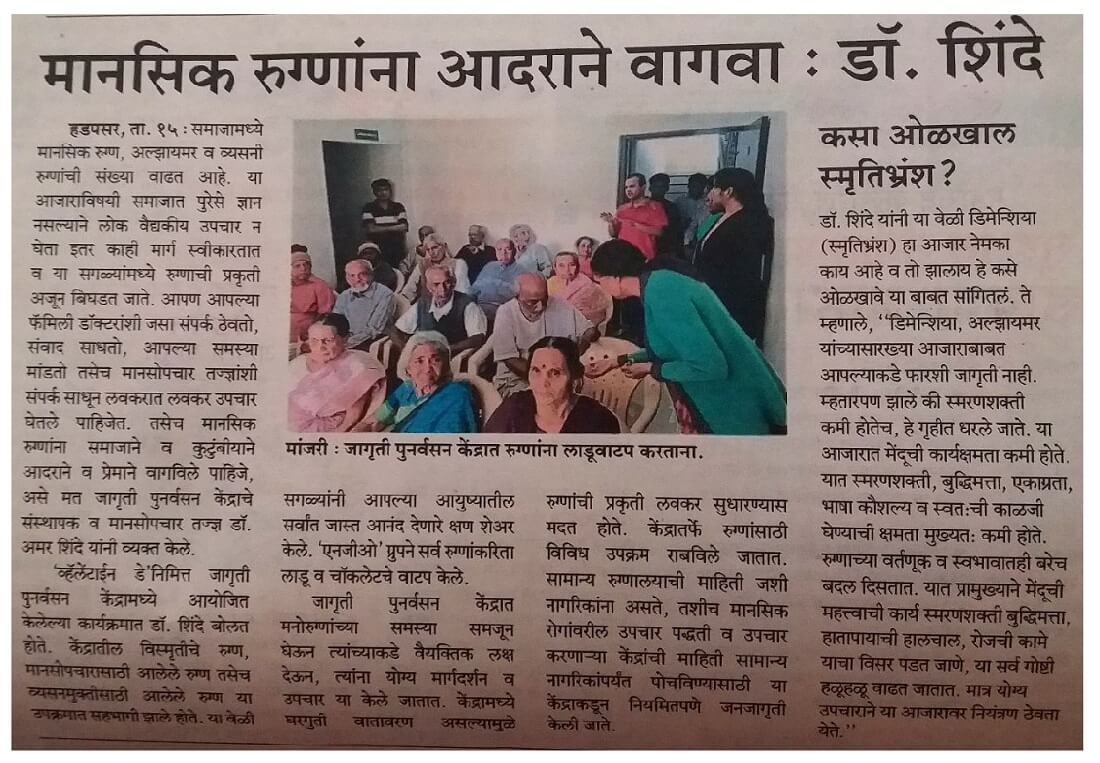 मानसिक रुग्णांना आदराने वागवा : डॉ. शिंदे
हडपसर, ता. १५ : समाजामध्ये
मानसिक रुग्ण, अल्झायमर व व्यसनी
रुग्णांची संख्या वाढत आहे. या
आजाराविषयी समाजात पुरेसे ज्ञान
नसल्याने लोक वैद्यकीय उपचार न
घेता इतर काही मार्ग स्वीकारतात
व या सगळ्यांमध्ये रुग्णाची प्रकृती
अजून बिघडत जाते. आपण आपल्या
फॅमिली डॉक्टरांशी जसा संपर्क ठेवतो,
संवाद साधतो, आपल्या समस्या
मांडतो तसेच मानसोपचार तज्ज्ञांशी
संपर्क साधून लवकरात लवकर उपचार
घेतले पाहिजेत. तसेच मानसिक
रुग्णांना समाजाने व कुटुंबीयाने
आदराने व प्रेमाने वागविले पाहिजे,
असे मत जागृती पुनर्वसन केंद्राचे
संस्थापक व मानसोपचार तज्ज्ञ डॉ.
अमर शिंदे यांनी व्यक्त केले.
'व्हॅलेंटाईन डे'निमित्त जागृती
पुनर्वसन केंद्रामध्ये आयोजित
केलेल्या कार्यक्रमात डॉ. शिंदे बोलत
होते. केंद्रातील विस्मृतीचे रुग्ण,
मानसोपचारासाठी आलेले रुग्ण तसेच
व्यसनमुक्तीसाठी आलेले रुग्ण या
उपक्रमात सहभागी झाले होते. या वेळी
मांजरी : जागृती पुनर्वसन केंद्रात रुग्णांना लाडूवाटप करताना.
सगळ्यांनी आपल्या आयुष्यातील
सर्वांत जास्त आनंद देणारे क्षण शेअर
केले. 'एनजीओ' ग्रुपने सर्व रुग्णांकरिता
लाडू व चॉकलेटचे वाटप केले.
जागृती पुनर्वसन केंद्रात
मनोरुग्णांच्या समस्या समजून
घेऊन त्यांच्याकडे वैयक्तिक लक्ष
देऊन, त्यांना योग्य मार्गदर्शन व
उपचार या केले जातात. केंद्रामध्ये
घरगुती वातावरण असल्यामुळे
रुग्णांची प्रकृती लवकर सुधारण्यास
मदत होते. केंद्रातर्फे रुग्णांसाठी
विविध उपक्रम राबविले जातात.
सामान्य रुग्णालयाची माहिती जशी
नागरिकांना असते, तशीच मानसिक
रोगांवरील उपचार पद्धती व उपचार
करणाऱ्या केंद्रांची माहिती सामान्य
नागरिकांपर्यंत पोचविण्यासाठी या
केंद्राकडून नियमितपणे जनजागृती
केली जाते.
कसा ओळखाल
स्मृतिभ्रंश ?
डॉ. शिंदे यांनी या वेळी डिमेन्शिया
(स्मृतिभ्रंश) हा आजार नेमका
काय आहे व तो झालाय हे कसे
ओळखावे या बाबत सांगितलं. ते
म्हणाले, ''डिमेन्शिया, अल्झायमर
यांच्यासारख्या आजाराबाबत
आपल्याकडे फारशी जागृती नाही.
म्हतारपण झाले की स्मरणशक्ती
कमी होतेच, हे गृहीत धरले जाते. या
आजारात मेंदूची कार्यक्षमता कमी होते.
यात स्मरणशक्ती, बुद्धिमत्ता, एकाग्रता,
भाषा कौशल्य व स्वत:ची काळजी
घेण्याची क्षमता मुख्यत: कमी होते.
रुग्णाच्या वर्तणूक व स्वभावातही बरेच
बदल दिसतात. यात प्रामुख्याने मेंदूची
महत्त्वाची कार्य स्मरणशक्ती बुद्धिमत्ता,
हातापायाची हालचाल, रोजची कामे
याचा विसर पडत जाणे, या सर्व गोष्टी
हळूहळू वाढत जातात. मात्र योग्य
उपचाराने या आजारावर नियंत्रण ठेवता
येते.''